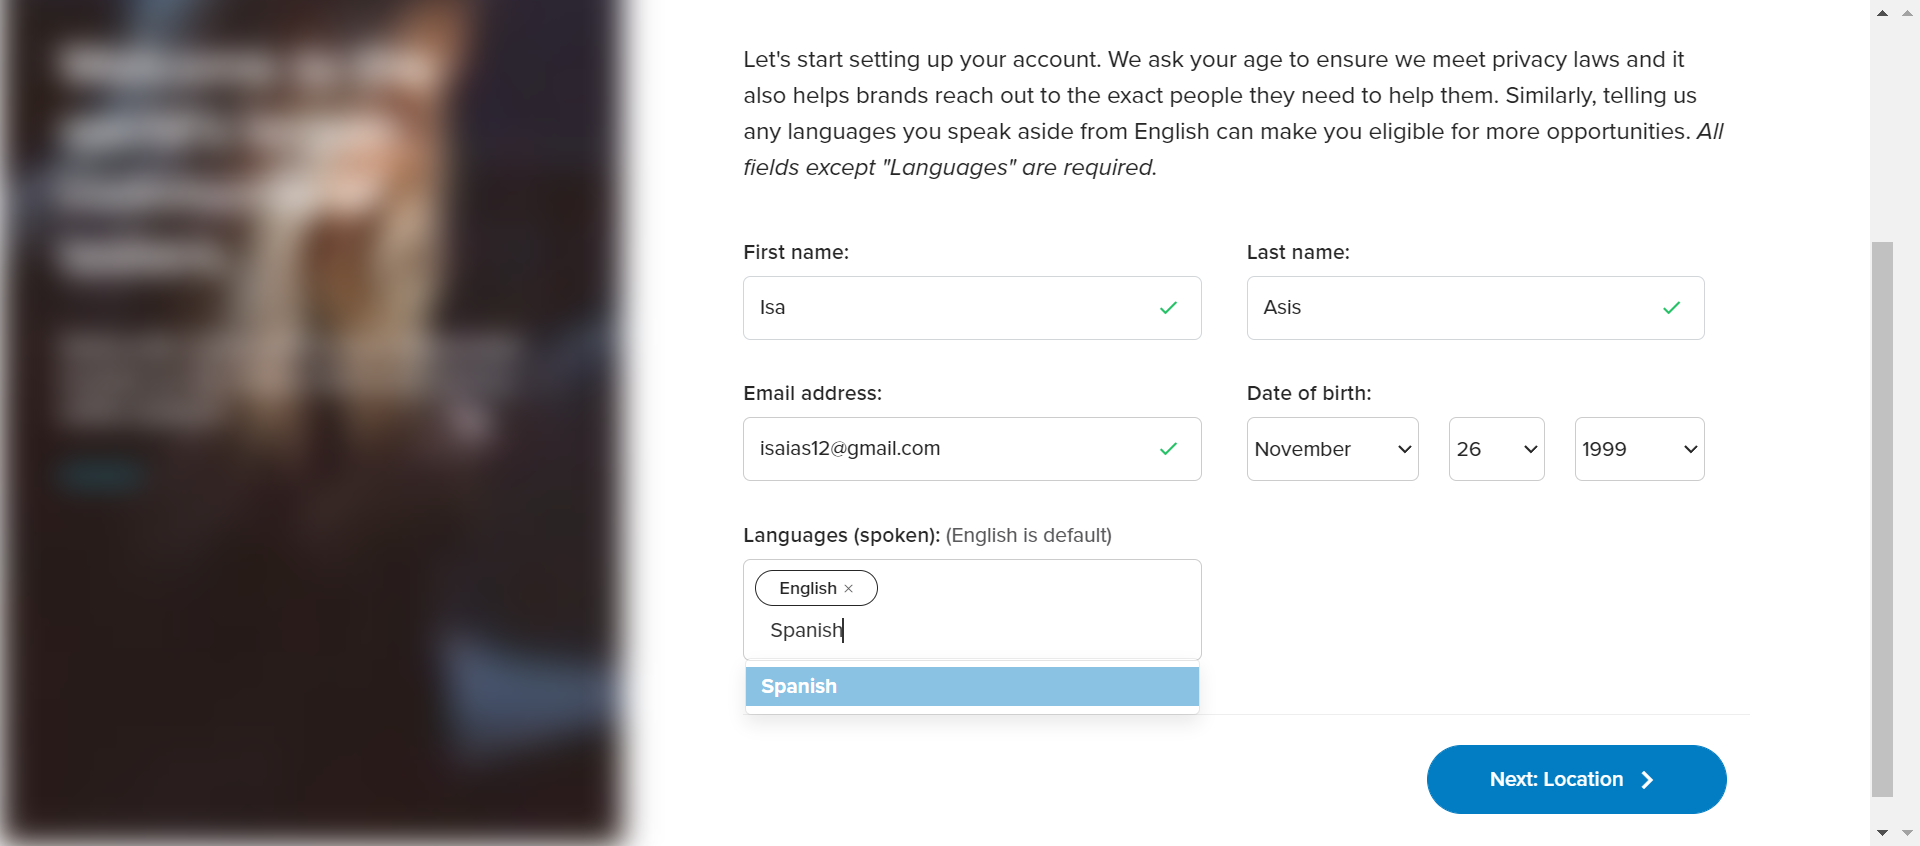 Let's start setting up your account. We ask your age to ensure we meet privacy laws and it
also helps brands reach out to the exact people they need to help them. Similarly, telling us
any languages you speak aside from English can make you eligible for more opportunities. All
fields except "Languages" are required.
First name:
Last name:
Isa
Asis
Email address:
Date of birth:
isaias12@gmail.com
November
26
1999
Languages (spoken): (English is default)
English ×
Spanish
Spanish
Next: Location